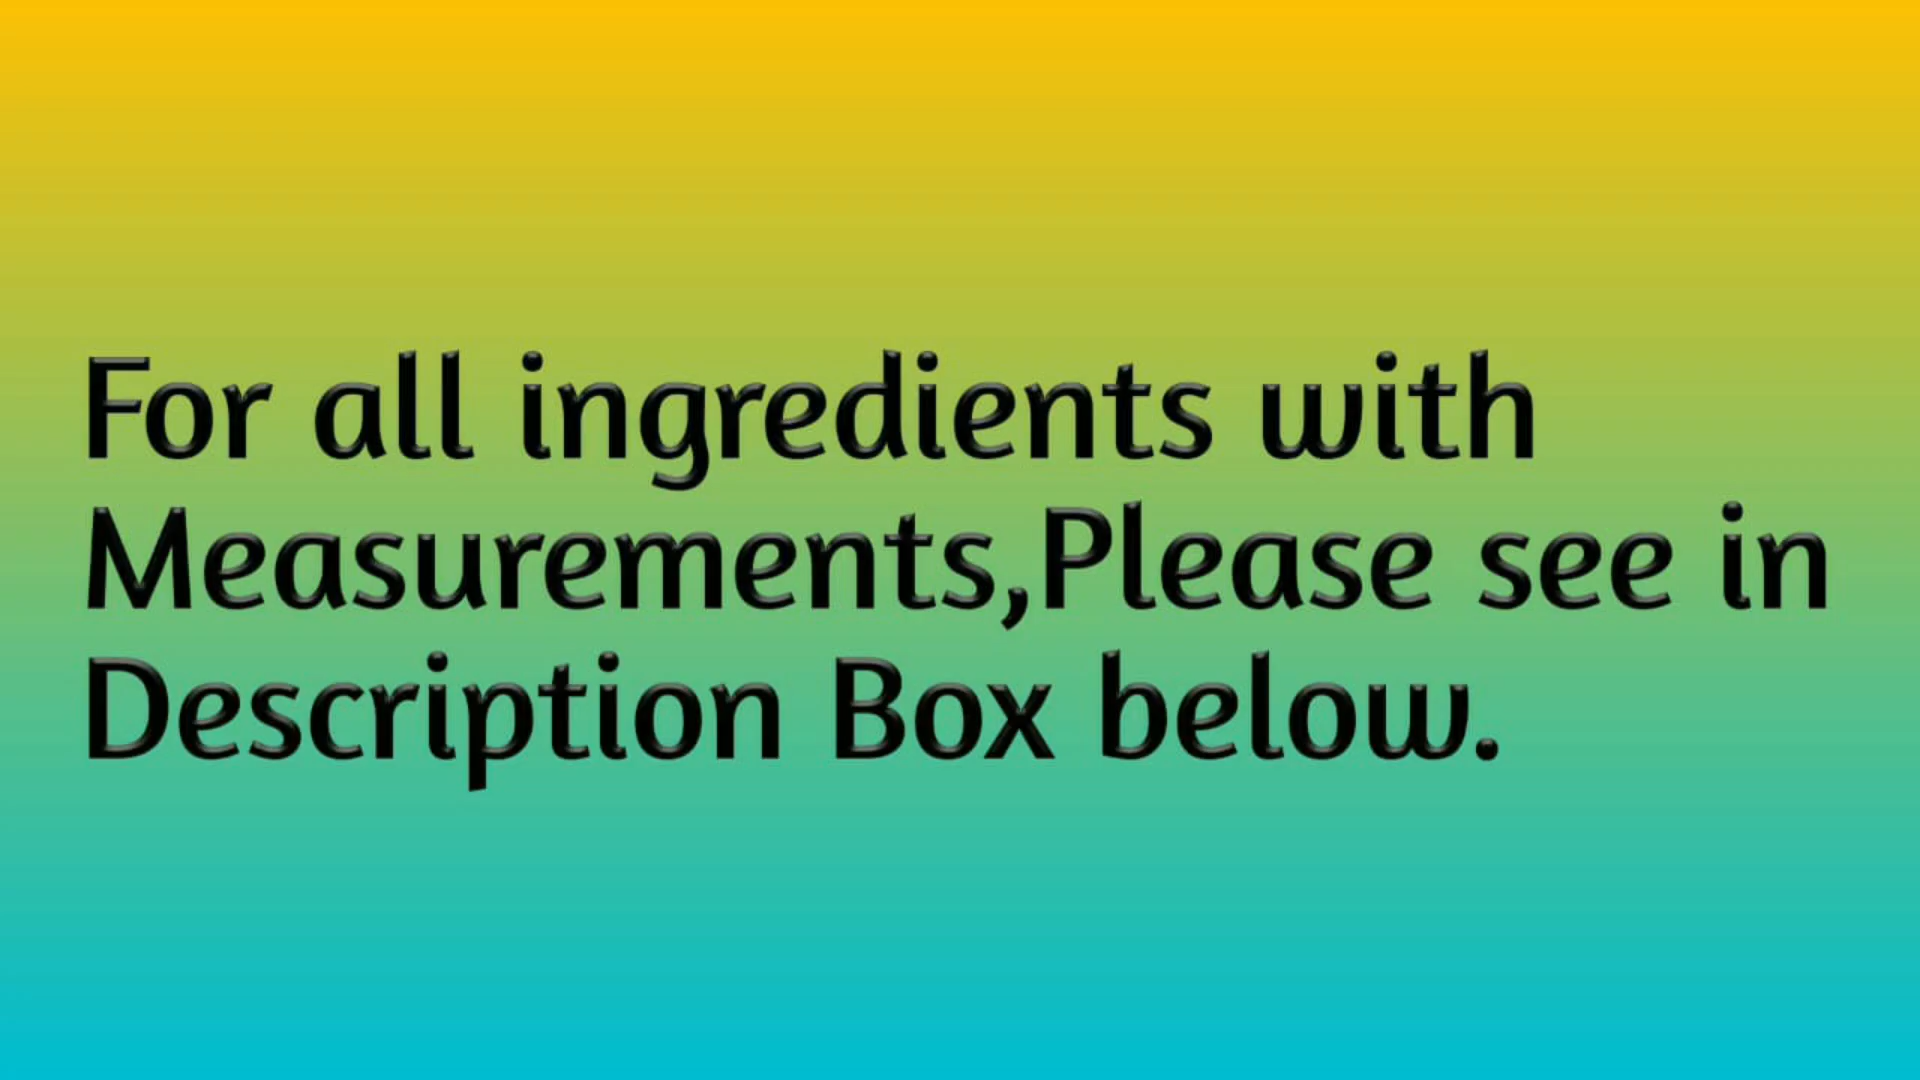 For all ingredients with
Measurements,Please see in
Description Box below.